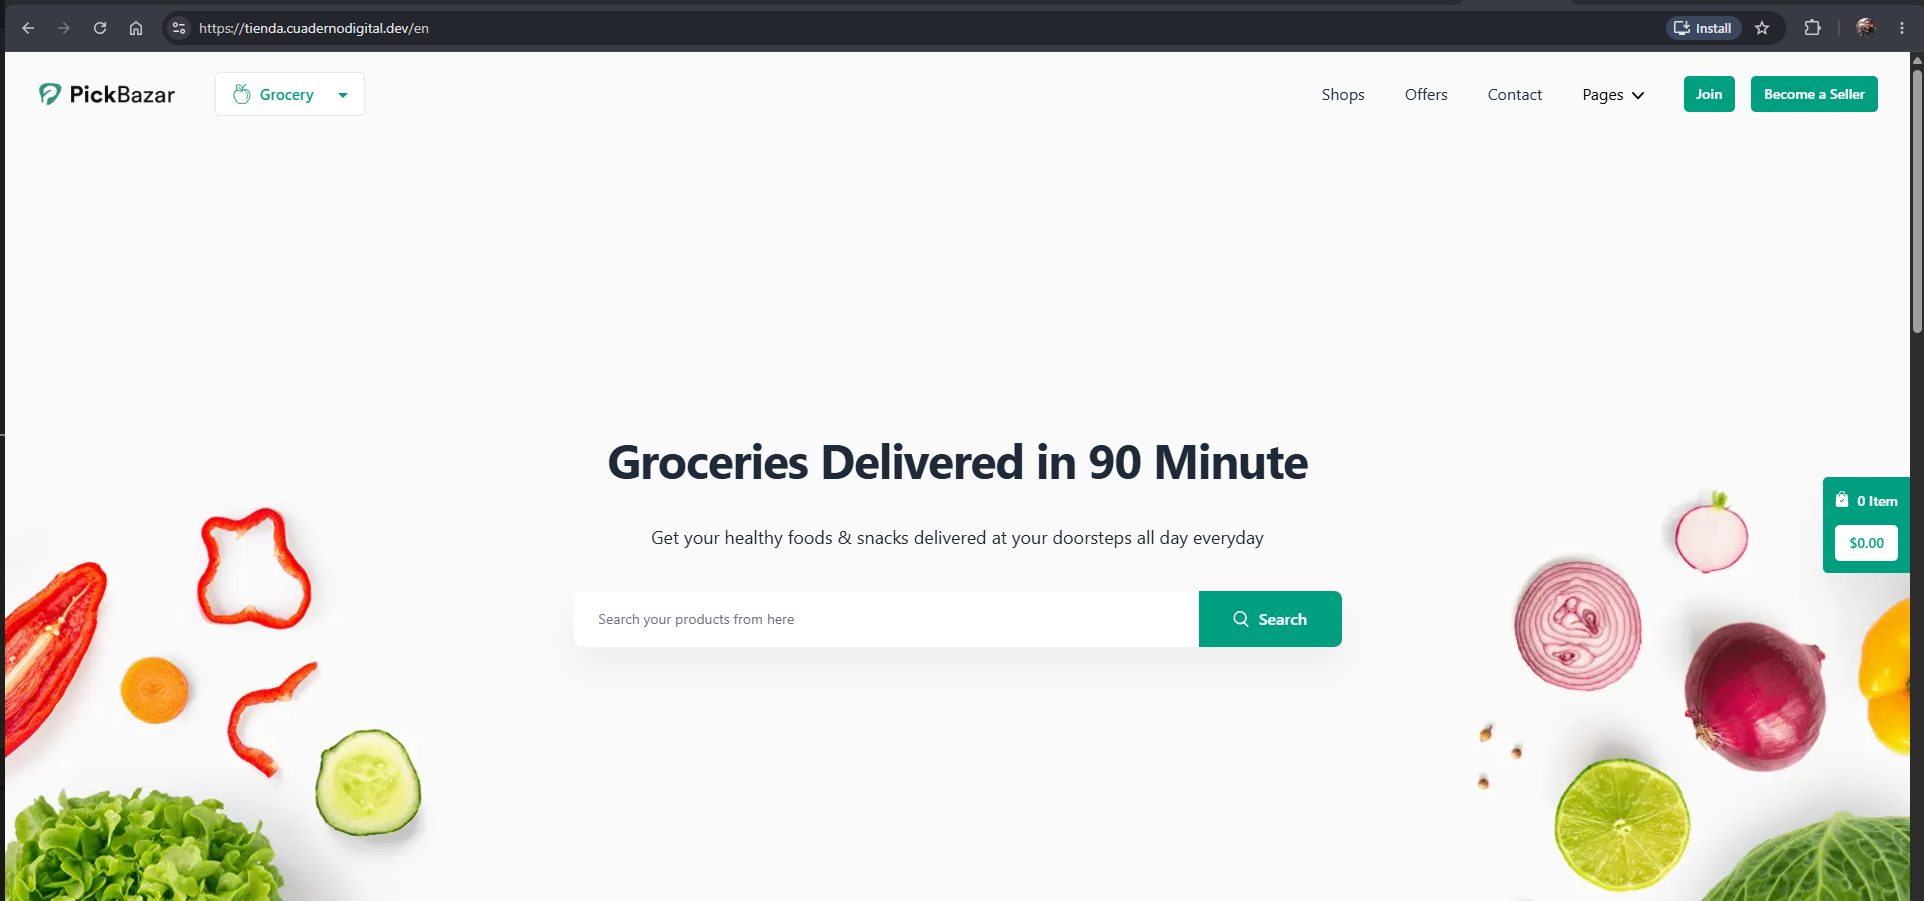 https://tienda.cuadernodigital.dev/en
Install
PickBazar
Grocery
Shops
Offers
Contact
Pages
Join
Become a Seller
Groceries Delivered in 90 Minute
Get your healthy foods & snacks delivered at your doorsteps all day everyday
0 Item
$0.00
Search your products from here
Search